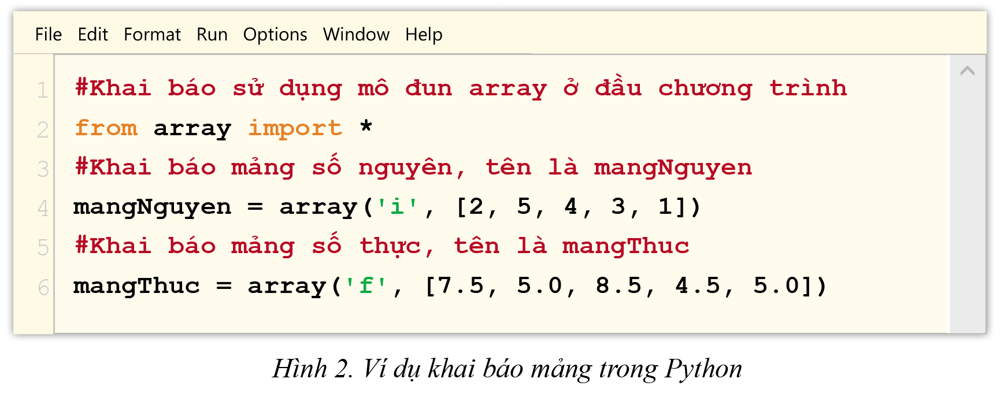 File Edit Format Run Options Window Help
1 #Khai báo sử dụng mô đun array ở đầu chương trình
2 from array import *
3 #Khai báo mảng số nguyên, tên là mangNguyen
4 mangNguyen = array('i', [2, 5, 4, 3, 1])
5 #Khai báo mảng số thực, tên là mangThuc
6 mangThuc = array('f', [7.5, 5.0, 8.5, 4.5, 5.0])
Hình 2. Ví dụ khai báo mảng trong Python